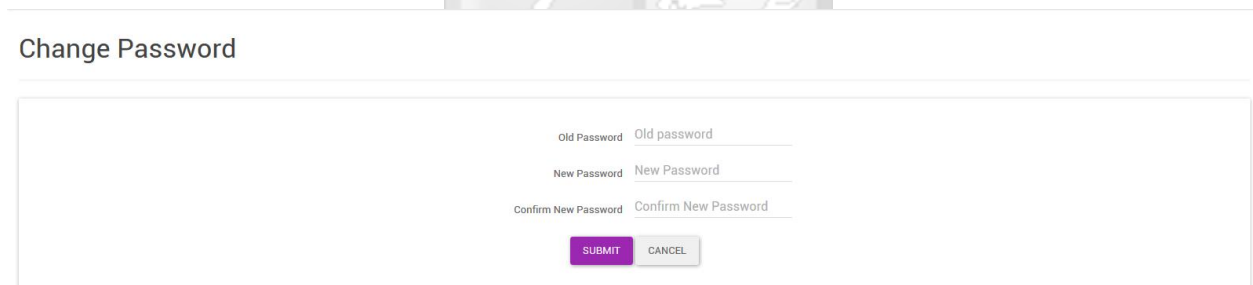 Change Password
Old Password Old password
New Password New Password
Confirm New Password Confirm New Password
SUBMIT CANCEL